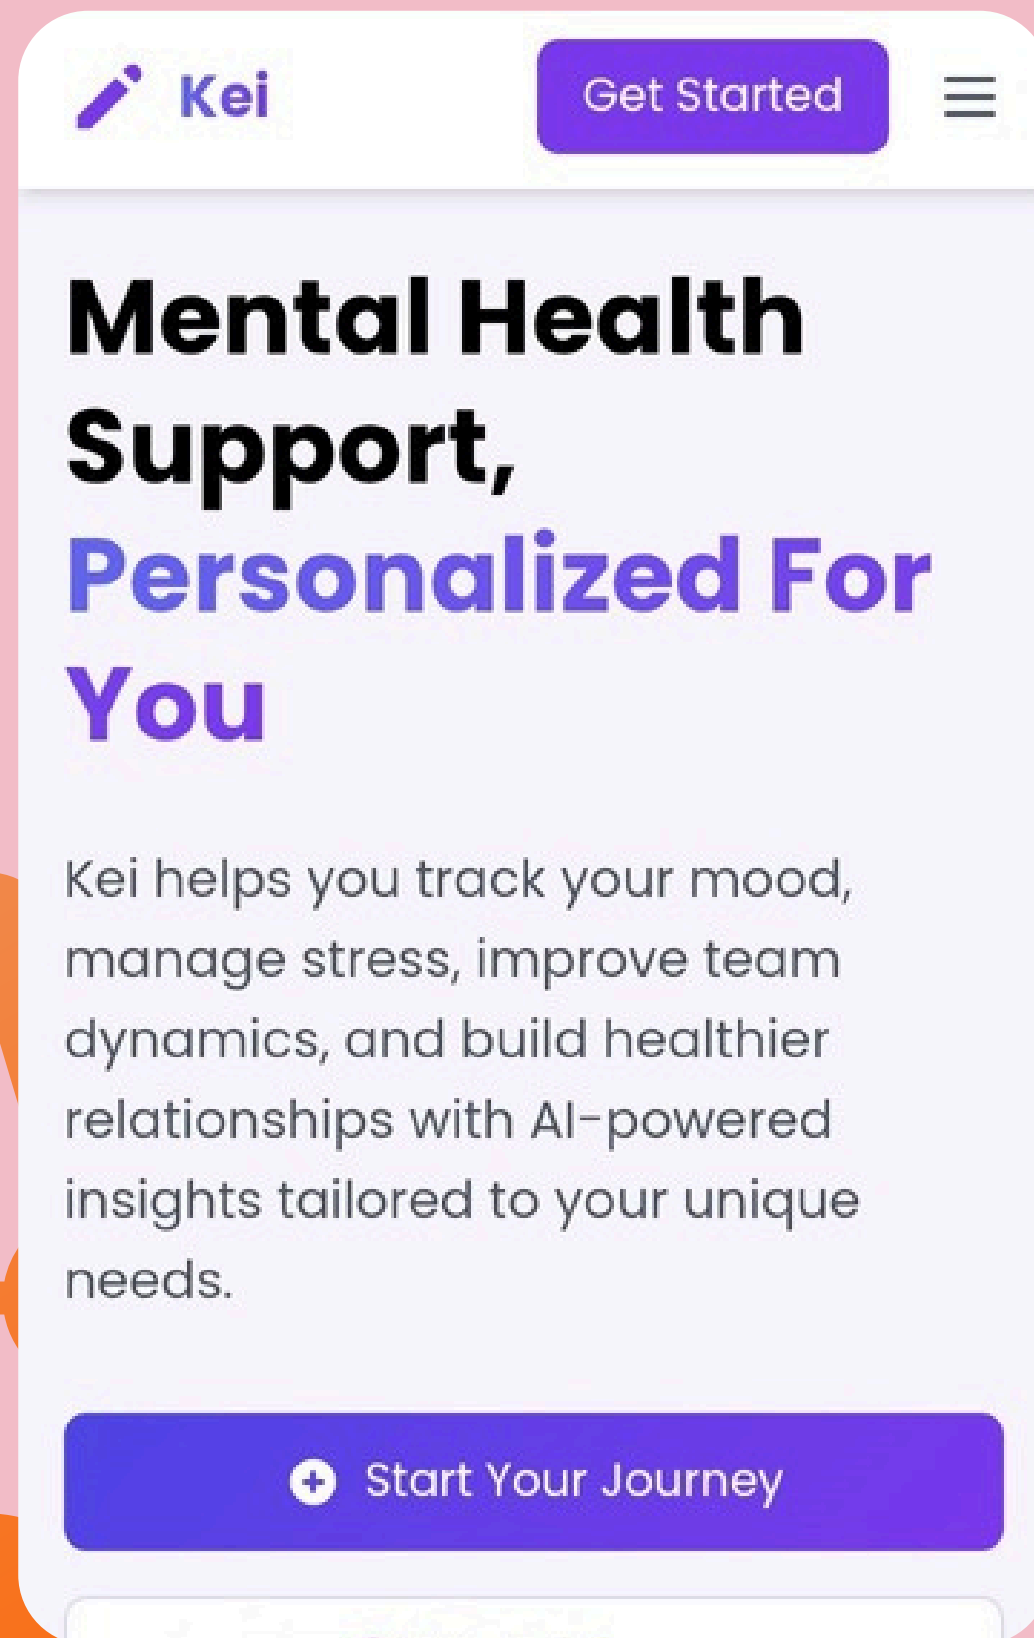 Kei
Get Started
Mental Health
Support,
Personalized For
You
Kei helps you track your mood,
manage stress, improve team
dynamics, and build healthier
relationships with AI-powered
insights tailored to your unique
needs.
Start Your Journey